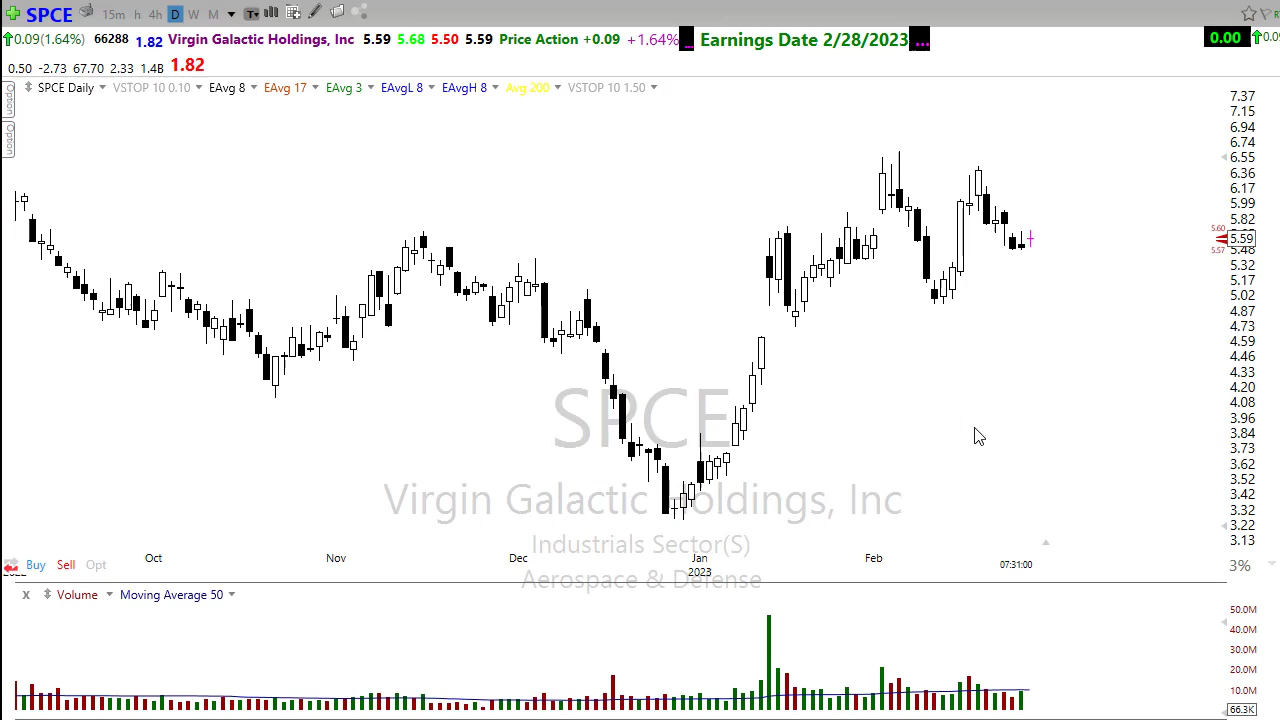 SPCE 15m h 4h D W M T
0.09(1.64%) 66288 1.82 Virgin Galactic Holdings, Inc 5.59 5.68 5.50 5.59 Price Action +0.09 +1.64% ... Earnings Date 2/28/2023 ... 0.00
0.50 -2.73 67.70 2.33 1.4B 1.82
SPCE Daily VSTOP 10 0.10 EAvg 8 EAvg 17 EAvg 3 EAvgL 8 EAvgH 8 Avg 200 VSTOP 10 1.50
Option
Option
7.37
7.15
6.94
6.74
6.55
6.36
6.17
5.99
5.82
5.60
5.59
5.57
5.48
5.32
5.17
5.02
4.87
4.73
4.59
4.46
4.33
4.20
4.08
3.96
3.84
3.73
3.62
3.52
3.42
3.32
3.22
3.13
SPCE
Virgin Galactic Holdings, Inc
Industrials Sector(S)
Aerospace & Defense
Oct Nov Dec Jan Feb
2023
07:31:00
Buy Sell Opt
3%
X Volume Moving Average 50
50.0M
40.0M
30.0M
20.0M
10.0M
66.3K